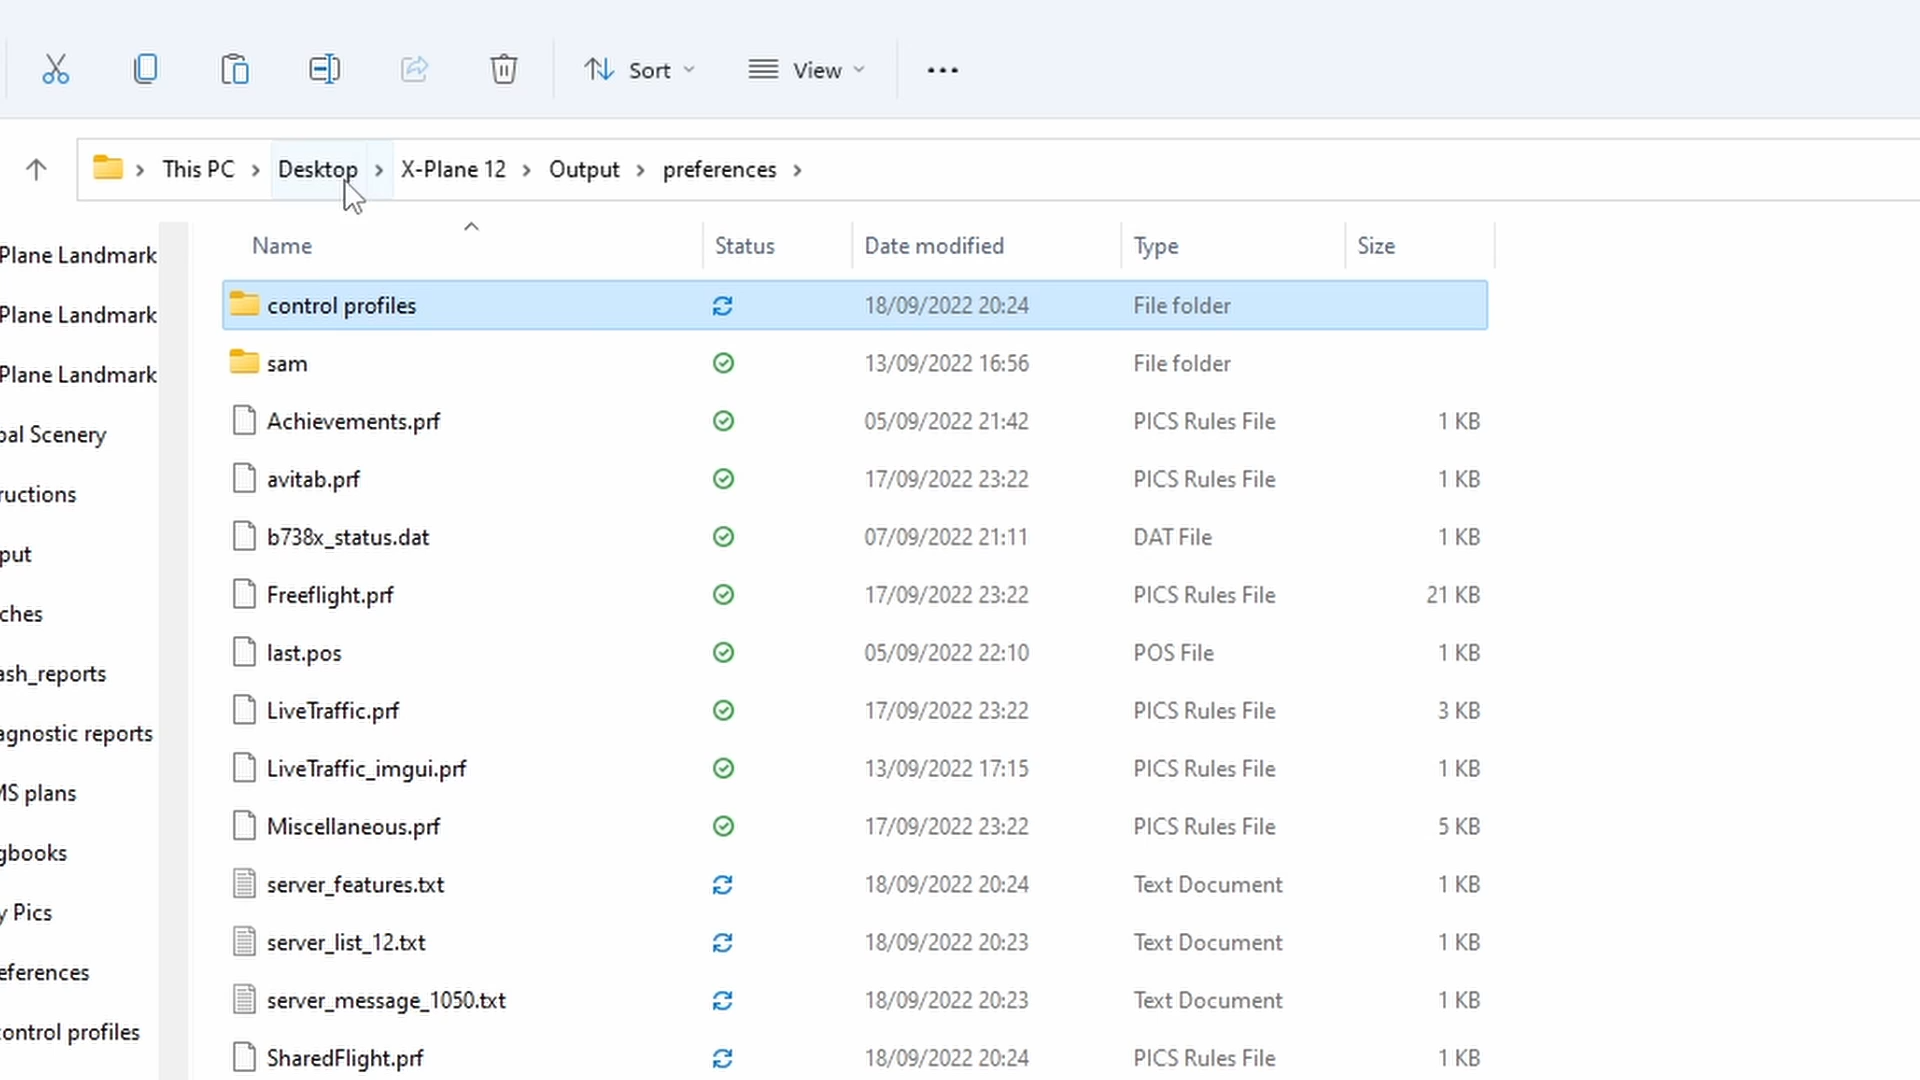 Sort View
This PC Desktop X-Plane 12 Output preferences
Plane Landmark
Plane Landmark
Plane Landmark
bal Scenery
ructions
put
ches
ash_reports
agnostic reports
MS plans
gbooks
y Pics
eferences
control profiles
Name Status Date modified Type Size
control profiles 18/09/2022 20:24 File folder
sam 13/09/2022 16:56 File folder
Achievements.prf 05/09/2022 21:42 PICS Rules File 1 KB
avitab.prf 17/09/2022 23:22 PICS Rules File 1 KB
b738x_status.dat 07/09/2022 21:11 DAT File 1 KB
Freeflight.prf 17/09/2022 23:22 PICS Rules File 21 KB
last.pos 05/09/2022 22:10 POS File 1 KB
LiveTraffic.prf 17/09/2022 23:22 PICS Rules File 3 KB
LiveTraffic_imgui.prf 13/09/2022 17:15 PICS Rules File 1 KB
Miscellaneous.prf 17/09/2022 23:22 PICS Rules File 5 KB
server_features.txt 18/09/2022 20:24 Text Document 1 KB
server_list_12.txt 18/09/2022 20:23 Text Document 1 KB
server_message_1050.txt 18/09/2022 20:23 Text Document 1 KB
SharedFlight.prf 18/09/2022 20:24 PICS Rules File 1 KB